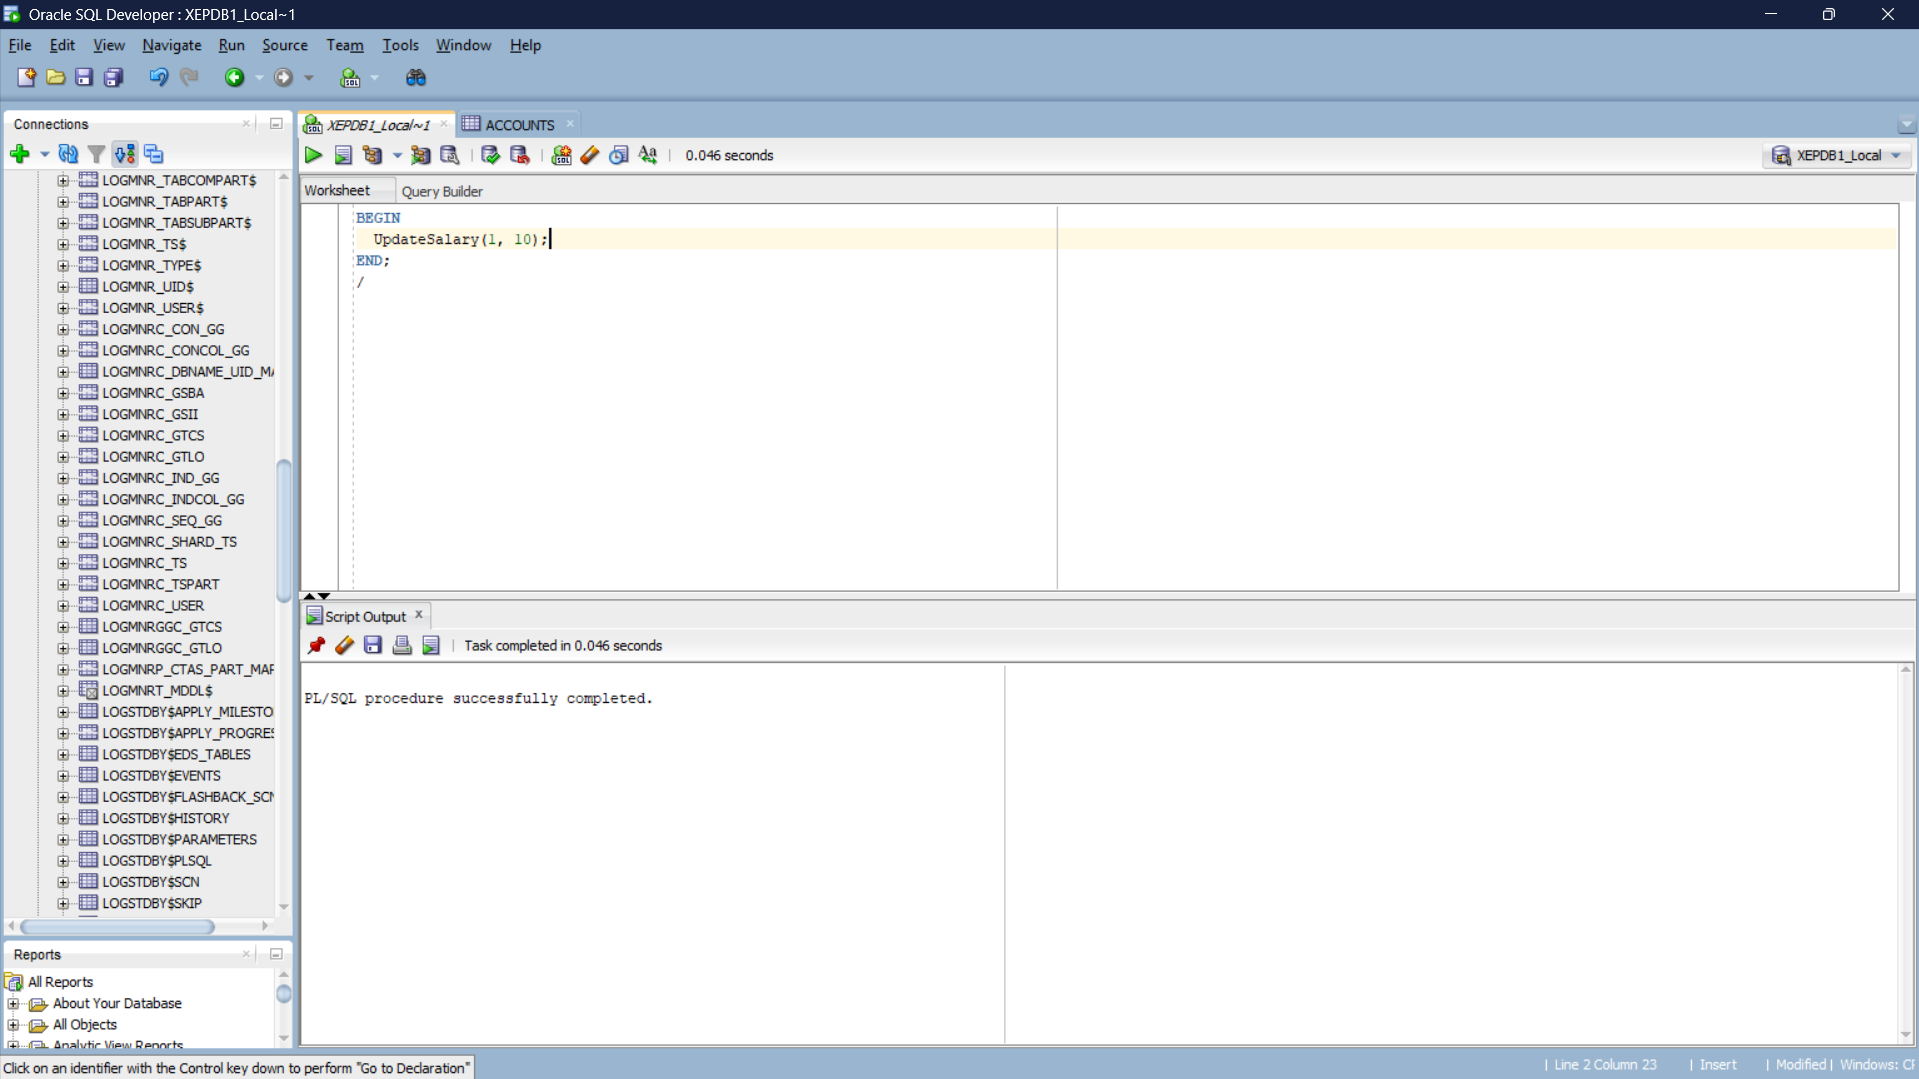 Oracle SQL Developer : XEPDB1_Local~1
File Edit View Navigate Run Source Team Tools Window Help
Connections
XEPDB1_Local~1
ACCOUNTS
0.046 seconds
XEPDB1_Local
Worksheet Query Builder
LOGMNR_TABCOMPART$
LOGMNR_TABPART$
LOGMNR_TABSUBPART$
LOGMNR_TS$
LOGMNR_TYPE$
LOGMNR_UID$
LOGMNR_USER$
LOGMNRC_CON_GG
LOGMNRC_CONCOL_GG
LOGMNRC_DBNAME_UID_MA
LOGMNRC_GSBA
LOGMNRC_GSII
LOGMNRC_GTCS
LOGMNRC_GTLO
LOGMNRC_IND_GG
LOGMNRC_INDCOL_GG
LOGMNRC_SEQ_GG
LOGMNRC_SHARD_TS
LOGMNRC_TS
LOGMNRC_TSPART
LOGMNRC_USER
LOGMNRGGC_GTCS
LOGMNRGGC_GTLO
LOGMNRP_CTAS_PART_MAP
LOGMNRT_MDDL$
LOGSTDBY$APPLY_MILESTO
LOGSTDBY$APPLY_PROGRES
LOGSTDBY$EDS_TABLES
LOGSTDBY$EVENTS
LOGSTDBY$FLASHBACK_SCN
LOGSTDBY$HISTORY
LOGSTDBY$PARAMETERS
LOGSTDBY$PLSQL
LOGSTDBY$SCN
LOGSTDBY$SKIP
BEGIN
UpdateSalary(1, 10);
END;
/
Script Output
Task completed in 0.046 seconds
PL/SQL procedure successfully completed.
Reports
All Reports
About Your Database
All Objects
Analytic View Reports
Click on an identifier with the Control key down to perform "Go to Declaration"
Line 2 Column 23
Insert
Modified
Windows: CF